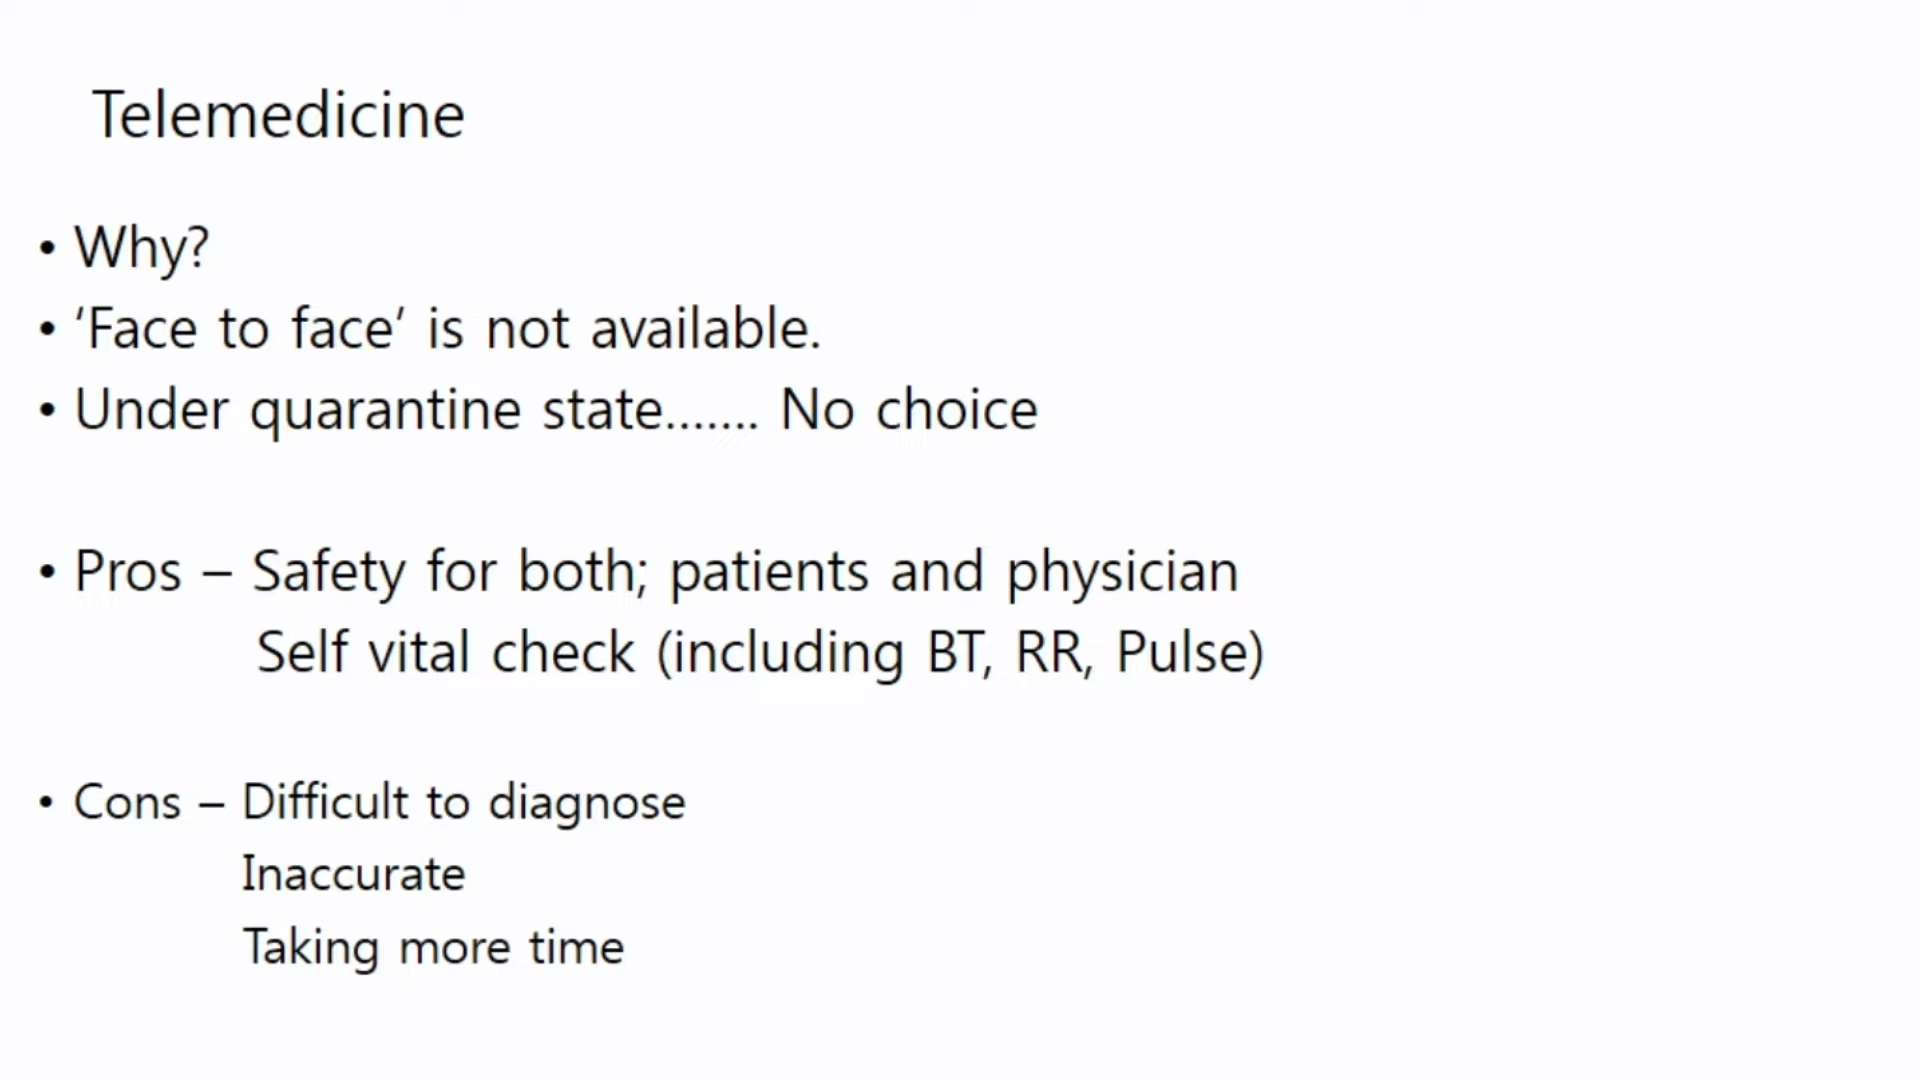 Telemedicine
• Why?
• ‘Face to face’ is not available.
• Under quarantine state....... No choice
• Pros – Safety for both; patients and physician
Self vital check (including BT, RR, Pulse)
• Cons – Difficult to diagnose
Inaccurate
Taking more time